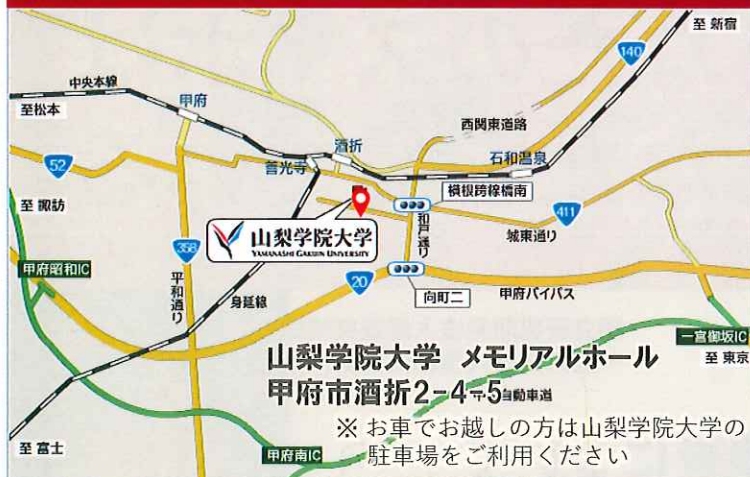 至 新宿
140
中央本線
至松本
甲府
西関東道路
酒折
善光寺
石和温泉
52
横根跨線橋南
至 諏訪
411
和戸通り
城東通り
山梨学院大学
YAMANASHI GAKUIN UNIVERSITY
358
甲府昭和IC
平和通り
20
向町二
甲府バイパス
身延線
一宮御坂IC
至 東京
山梨学院大学 メモリアルホール
甲府市酒折2-4-5
自動車道
※ お車でお越しの方は山梨学院大学の
駐車場をご利用ください
至 富士
甲府南IC